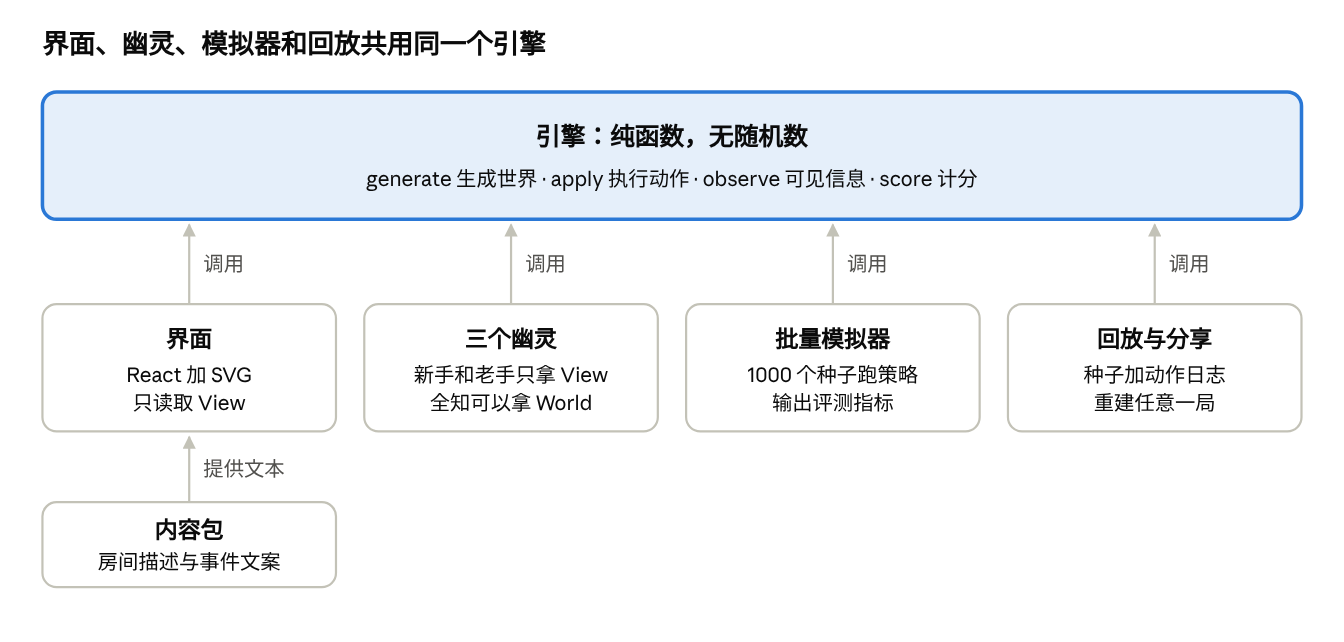 界面、幽灵、模拟器和回放共用同一个引擎
引擎：纯函数，无随机数
generate 生成世界 · apply 执行动作 · observe 可见信息 · score 计分
调用
调用
调用
调用
界面
React 加 SVG
只读取 View
三个幽灵
新手和老手只拿 View
全知可以拿 World
批量模拟器
1000 个种子跑策略
输出评测指标
回放与分享
种子加动作日志
重建任意一局
提供文本
内容包
房间描述与事件文案